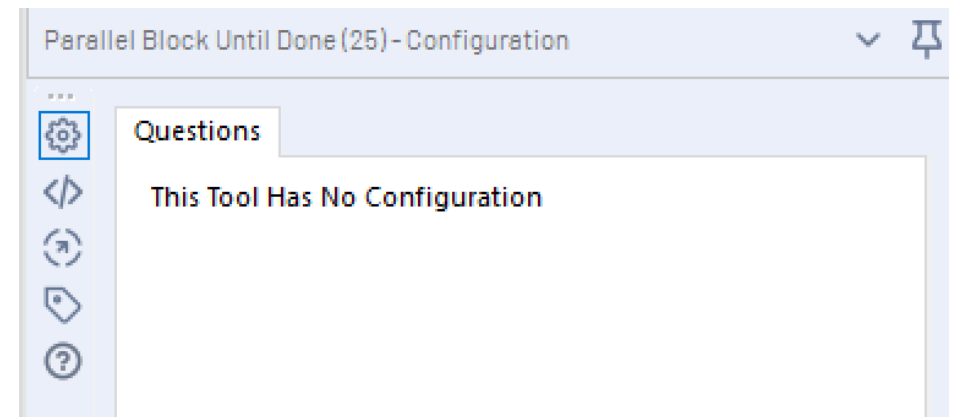 Parallel Block Until Done (25) - Configuration
Questions
This Tool Has No Configuration